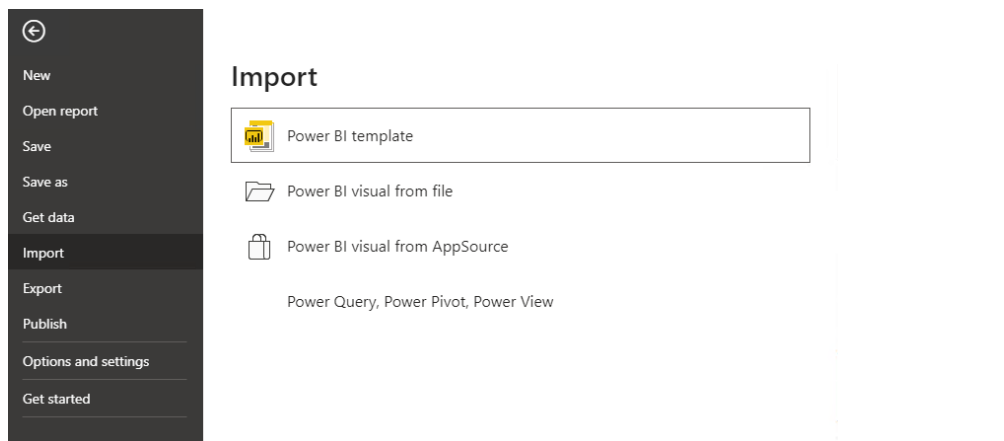 New
Open report
Save
Save as
Get data
Import
Export
Publish
Options and settings
Get started
Import
Power BI template
Power BI visual from file
Power BI visual from AppSource
Power Query, Power Pivot, Power View